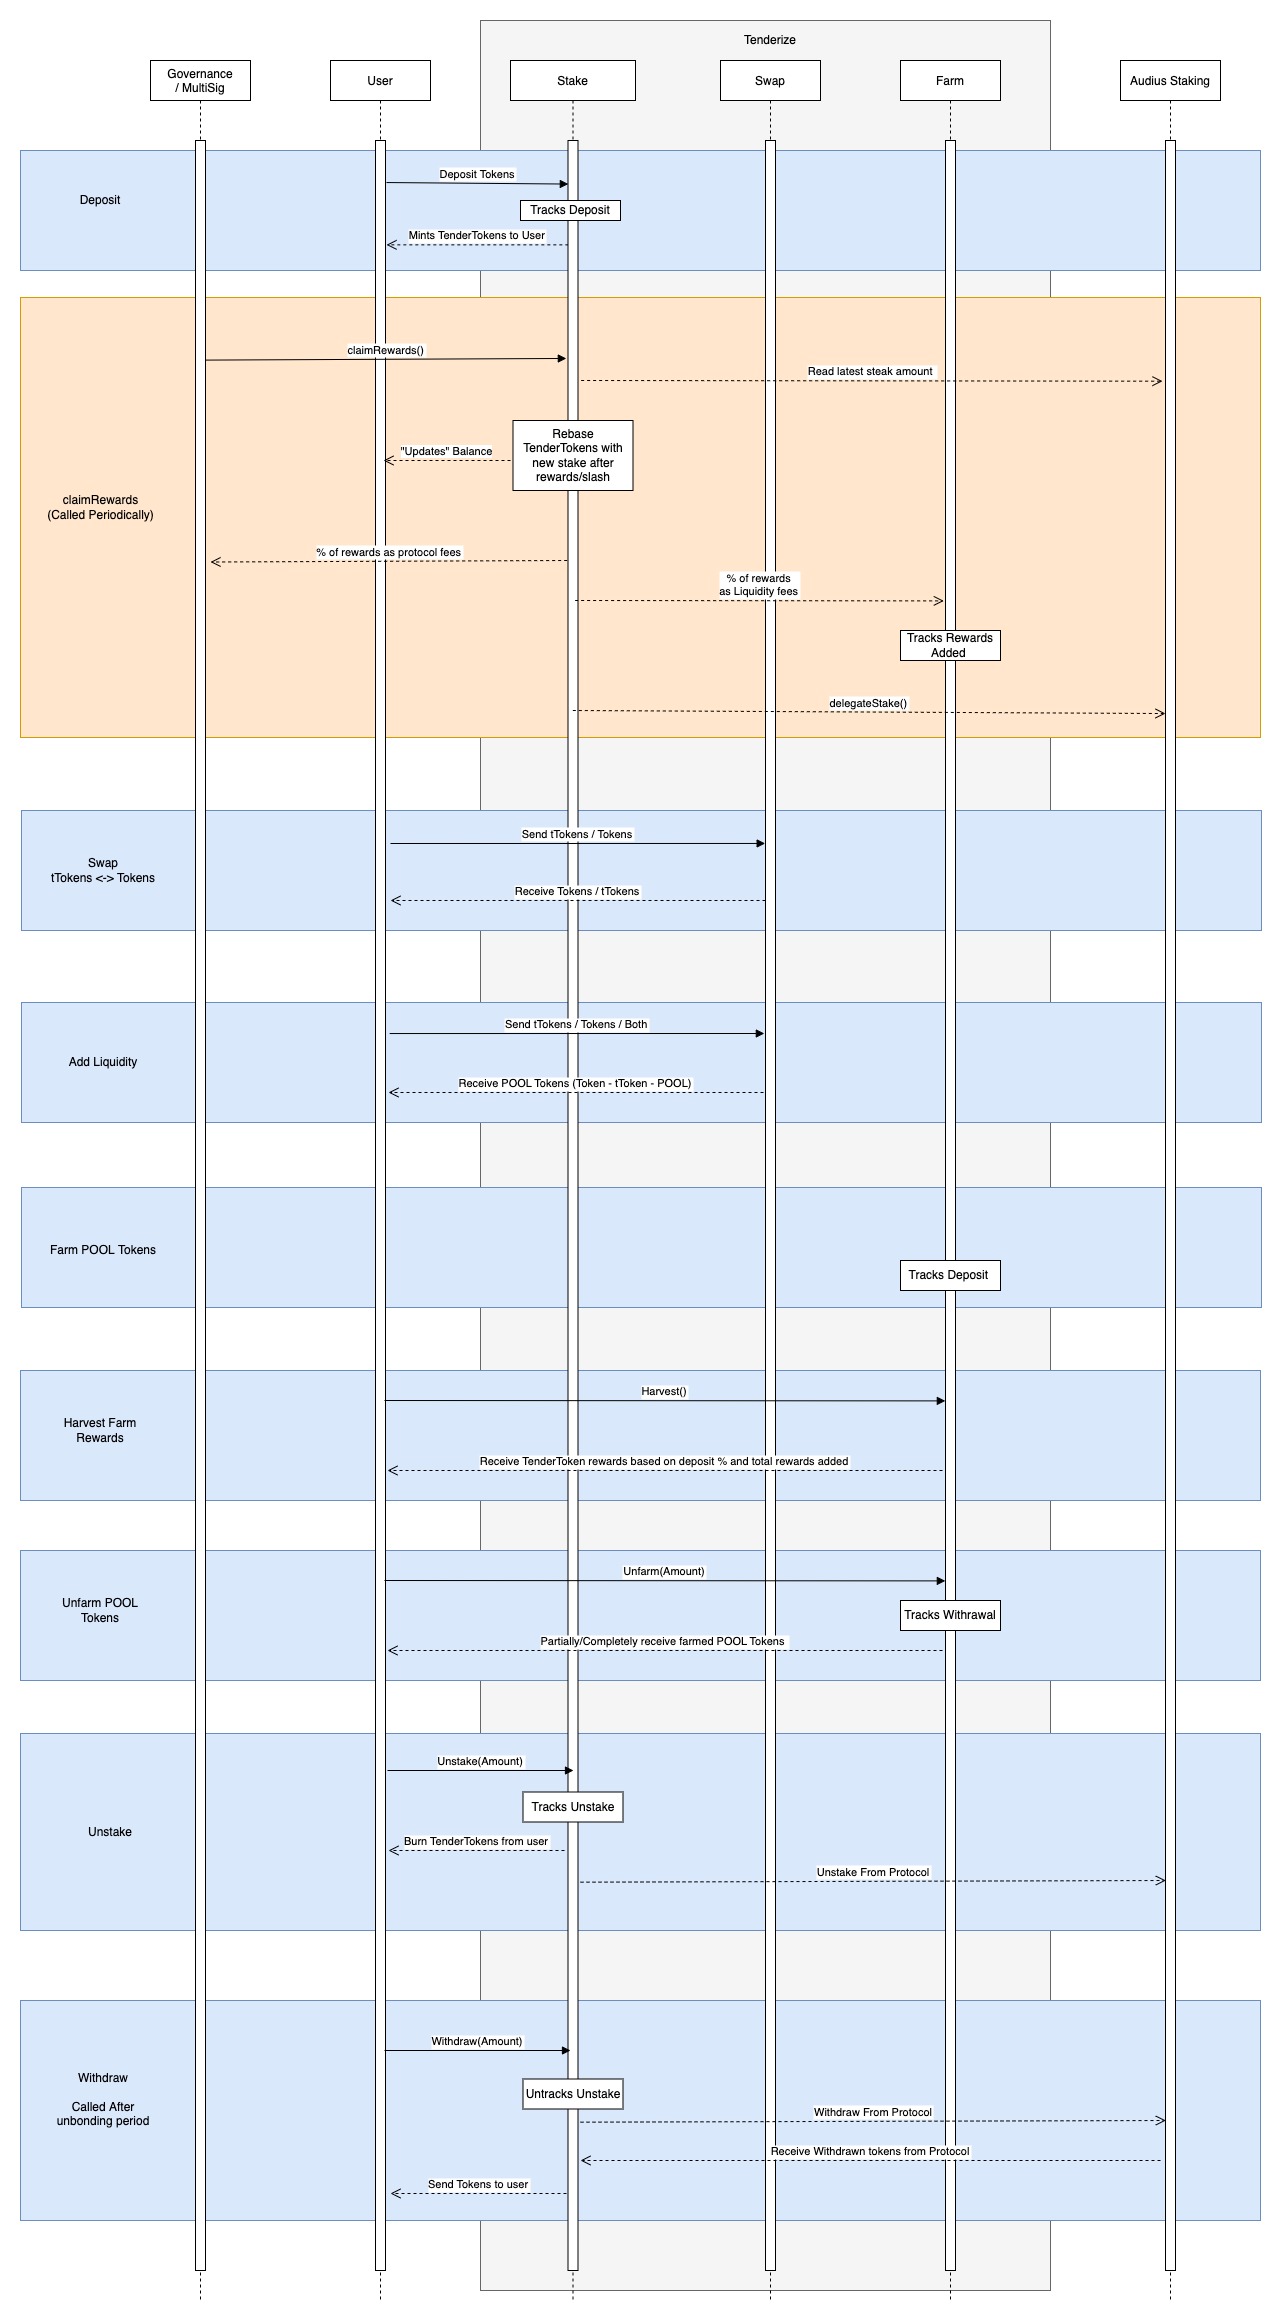 Tenderize
Governance
/ MultiSig
User
Stake
Swap
Farm
Audius Staking
Deposit
Deposit Tokens
Tracks Deposit
Mints TenderTokens to User
claimRewards
(Called Periodically)
claimRewards()
Read latest steak amount
Rebase
TenderTokens with
new stake after
rewards/slash
"Updates" Balance
% of rewards as protocol fees
% of rewards
as Liquidity fees
Tracks Rewards
Added
delegateStake()
Swap
tTokens <-> Tokens
Send tTokens / Tokens
Receive Tokens / tTokens
Add Liquidity
Send tTokens / Tokens / Both
Receive POOL Tokens (Token - tToken - POOL)
Farm POOL Tokens
Tracks Deposit
Harvest Farm
Rewards
Harvest()
Receive TenderToken rewards based on deposit % and total rewards added
Unfarm POOL
Tokens
Unfarm(Amount)
Tracks Withrawal
Partially/Completely receive farmed POOL Tokens
Unstake
Unstake(Amount)
Tracks Unstake
Burn TenderTokens from user
Unstake From Protocol
Withdraw
Called After
unbonding period
Withdraw(Amount)
Untracks Unstake
Withdraw From Protocol
Receive Withdrawn tokens from Protocol
Send Tokens to user